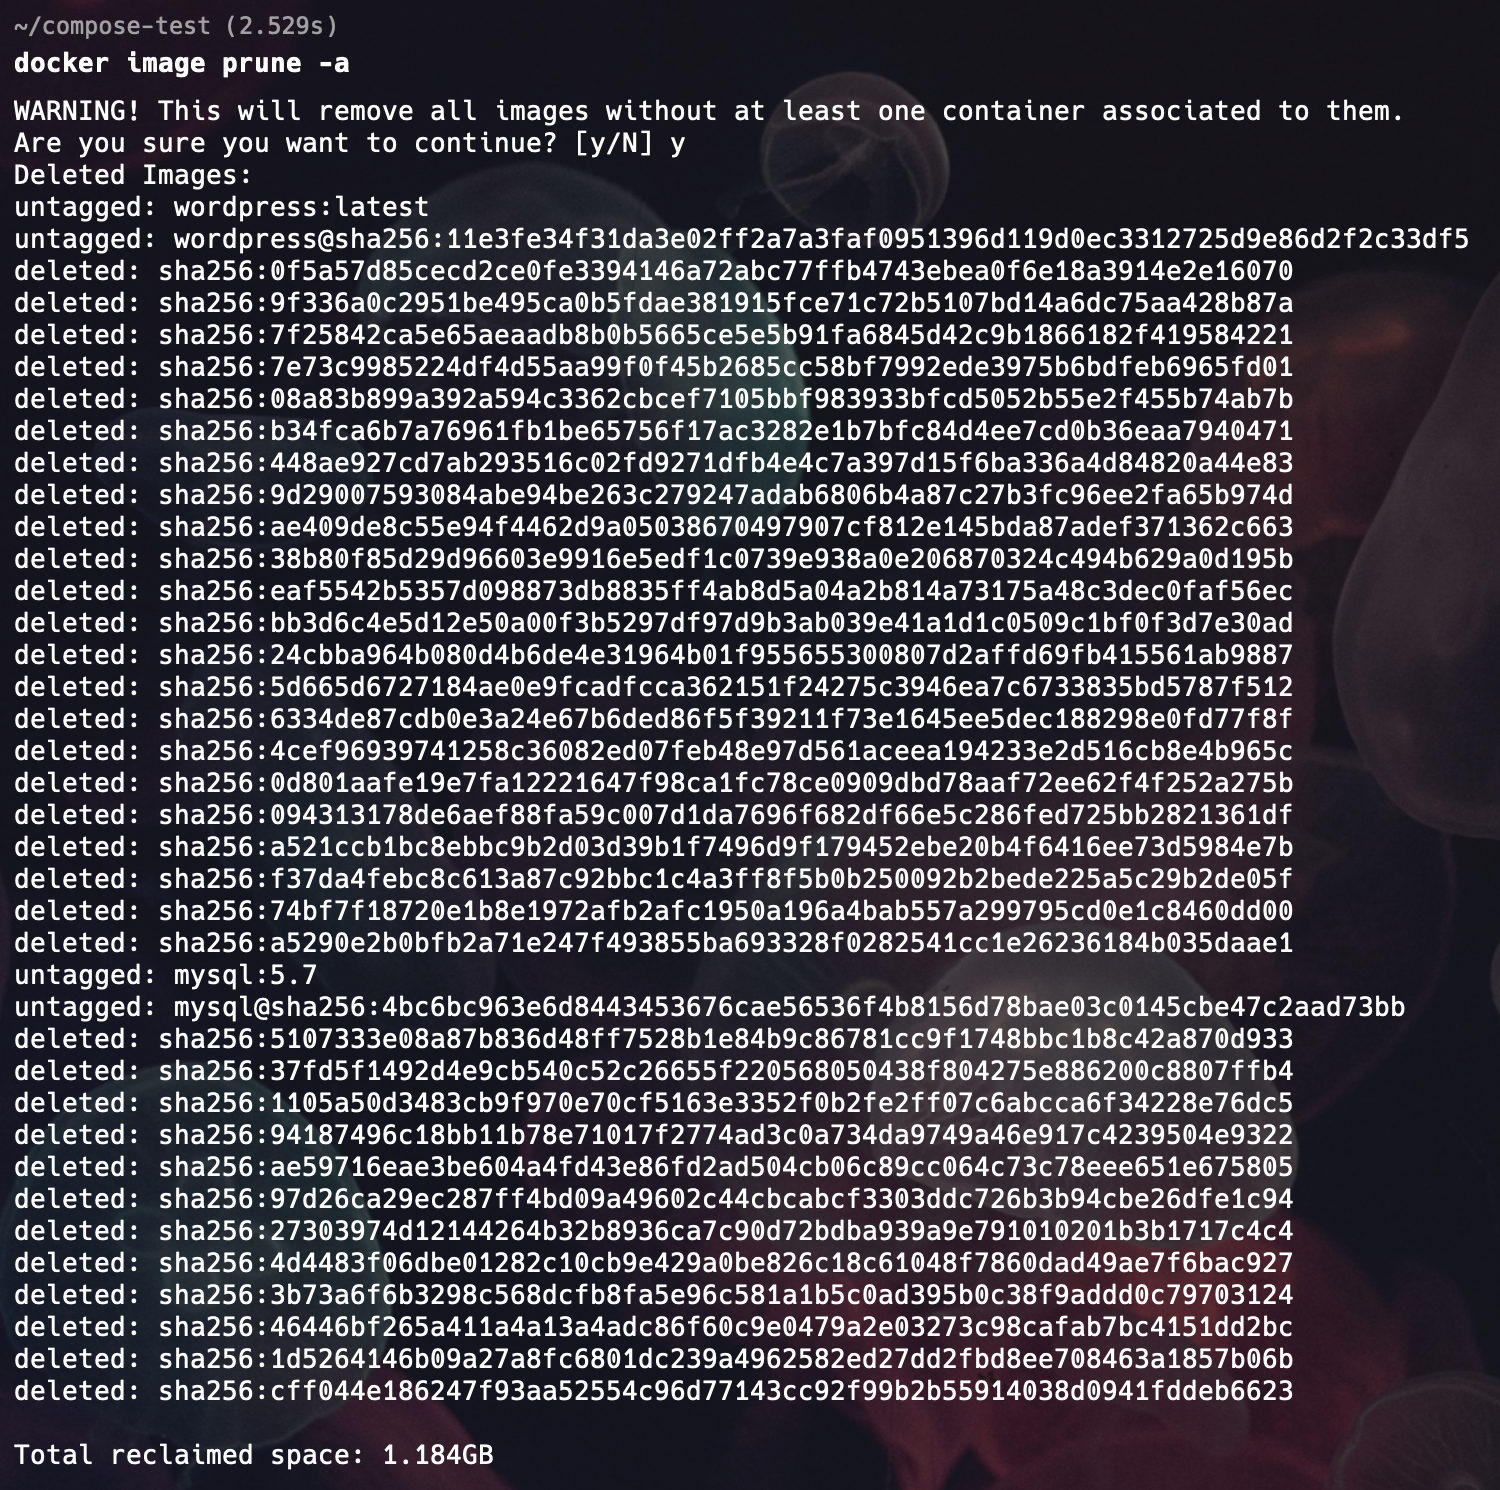 ~/compose-test (2.529s)
docker image prune -a
WARNING! This will remove all images without at least one container associated to them.
Are you sure you want to continue? [y/N] y
Deleted Images:
untagged: wordpress:latest
untagged: wordpress@sha256:11e3fe34f31da3e02ff2a7a3faf0951396d119d0ec3312725d9e86d2f2c33df5
deleted: sha256:0f5a57d85cecd2ce0fe3394146a72abc77ffb4743ebea0f6e18a3914e2e16070
deleted: sha256:9f336a0c2951be495ca0b5fdae381915fce71c72b5107bd14a6dc75aa428b87a
deleted: sha256:7f25842ca5e65aeaadb8b0b5665ce5e5b91fa6845d42c9b1866182f419584221
deleted: sha256:7e73c9985224df4d55aa99f0f45b2685cc58bf7992ede3975b6bdfeb6965fd01
deleted: sha256:08a83b899a392a594c3362cbcef7105bbf983933bfcd5052b55e2f455b74ab7b
deleted: sha256:b34fca6b7a76961fb1be65756f17ac3282e1b7bfc84d4ee7cd0b36eaa7940471
deleted: sha256:448ae927cd7ab293516c02fd9271dfb4e4c7a397d15f6ba336a4d84820a44e83
deleted: sha256:9d29007593084abe94be263c279247adab6806b4a87c27b3fc96ee2fa65b974d
deleted: sha256:ae409de8c55e94f4462d9a05038670497907cf812e145bda87adef371362c663
deleted: sha256:38b80f85d29d96603e9916e5edf1c0739e938a0e206870324c494b629a0d195b
deleted: sha256:eaf5542b5357d098873db8835ff4ab8d5a04a2b814a73175a48c3dec0faf56ec
deleted: sha256:bb3d6c4e5d12e50a00f3b5297df97d9b3ab039e41a1d1c0509c1bf0f3d7e30ad
deleted: sha256:24cbba964b080d4b6de4e31964b01f955655300807d2affd69fb415561ab9887
deleted: sha256:5d665d6727184ae0e9fcadfcca362151f24275c3946ea7c6733835bd5787f512
deleted: sha256:6334de87cdb0e3a24e67b6ded86f5f39211f73e1645ee5dec188298e0fd77f8f
deleted: sha256:4cef96939741258c36082ed07feb48e97d561aceea194233e2d516cb8e4b965c
deleted: sha256:0d801aafe19e7fa12221647f98ca1fc78ce0909dbd78aaf72ee62f4f252a275b
deleted: sha256:094313178de6aef88fa59c007d1da7696f682df66e5c286fed725bb2821361df
deleted: sha256:a521ccb1bc8ebbc9b2d03d39b1f7496d9f179452ebe20b4f6416ee73d5984e7b
deleted: sha256:f37da4febc8c613a87c92bbc1c4a3ff8f5b0b250092b2bede225a5c29b2de05f
deleted: sha256:74bf7f18720e1b8e1972afb2afc1950a196a4bab557a299795cd0e1c8460dd00
deleted: sha256:a5290e2b0bfb2a71e247f493855ba693328f0282541cc1e26236184b035daae1
untagged: mysql:5.7
untagged: mysql@sha256:4bc6bc963e6d8443453676cae56536f4b8156d78bae03c0145cbe47c2aad73bb
deleted: sha256:5107333e08a87b836d48ff7528b1e84b9c86781cc9f1748bbc1b8c42a870d933
deleted: sha256:37fd5f1492d4e9cb540c52c26655f220568050438f804275e886200c8807ffb4
deleted: sha256:1105a50d3483cb9f970e70cf5163e3352f0b2fe2ff07c6abcca6f34228e76dc5
deleted: sha256:94187496c18bb11b78e71017f2774ad3c0a734da9749a46e917c4239504e9322
deleted: sha256:ae59716eae3be604a4fd43e86fd2ad504cb06c89cc064c73c78eee651e675805
deleted: sha256:97d26ca29ec287ff4bd09a49602c44cbcabcf3303ddc726b3b94cbe26dfe1c94
deleted: sha256:27303974d12144264b32b8936ca7c90d72bdba939a9e791010201b3b1717c4c4
deleted: sha256:4d4483f06dbe01282c10cb9e429a0be826c18c61048f7860dad49ae7f6bac927
deleted: sha256:3b73a6f6b3298c568dcfb8fa5e96c581a1b5c0ad395b0c38f9addd0c79703124
deleted: sha256:46446bf265a411a4a13a4adc86f60c9e0479a2e03273c98cafab7bc4151dd2bc
deleted: sha256:1d5264146b09a27a8fc6801dc239a4962582ed27dd2fbd8ee708463a1857b06b
deleted: sha256:cff044e186247f93aa52554c96d77143cc92f99b2b55914038d0941fddeb6623
Total reclaimed space: 1.184GB